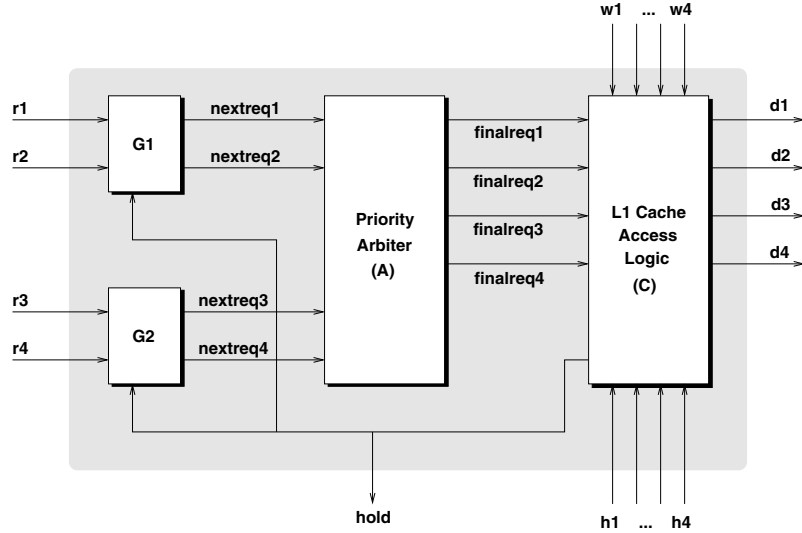 w1 ... w4
r1
nextreq1
d1
G1
finalreq1
r2
nextreq2
d2
finalreq2
Priority
Arbiter
(A)
L1 Cache
Access
Logic
(C)
d3
finalreq3
d4
finalreq4
r3
nextreq3
G2
r4
nextreq4
hold
h1 ... h4